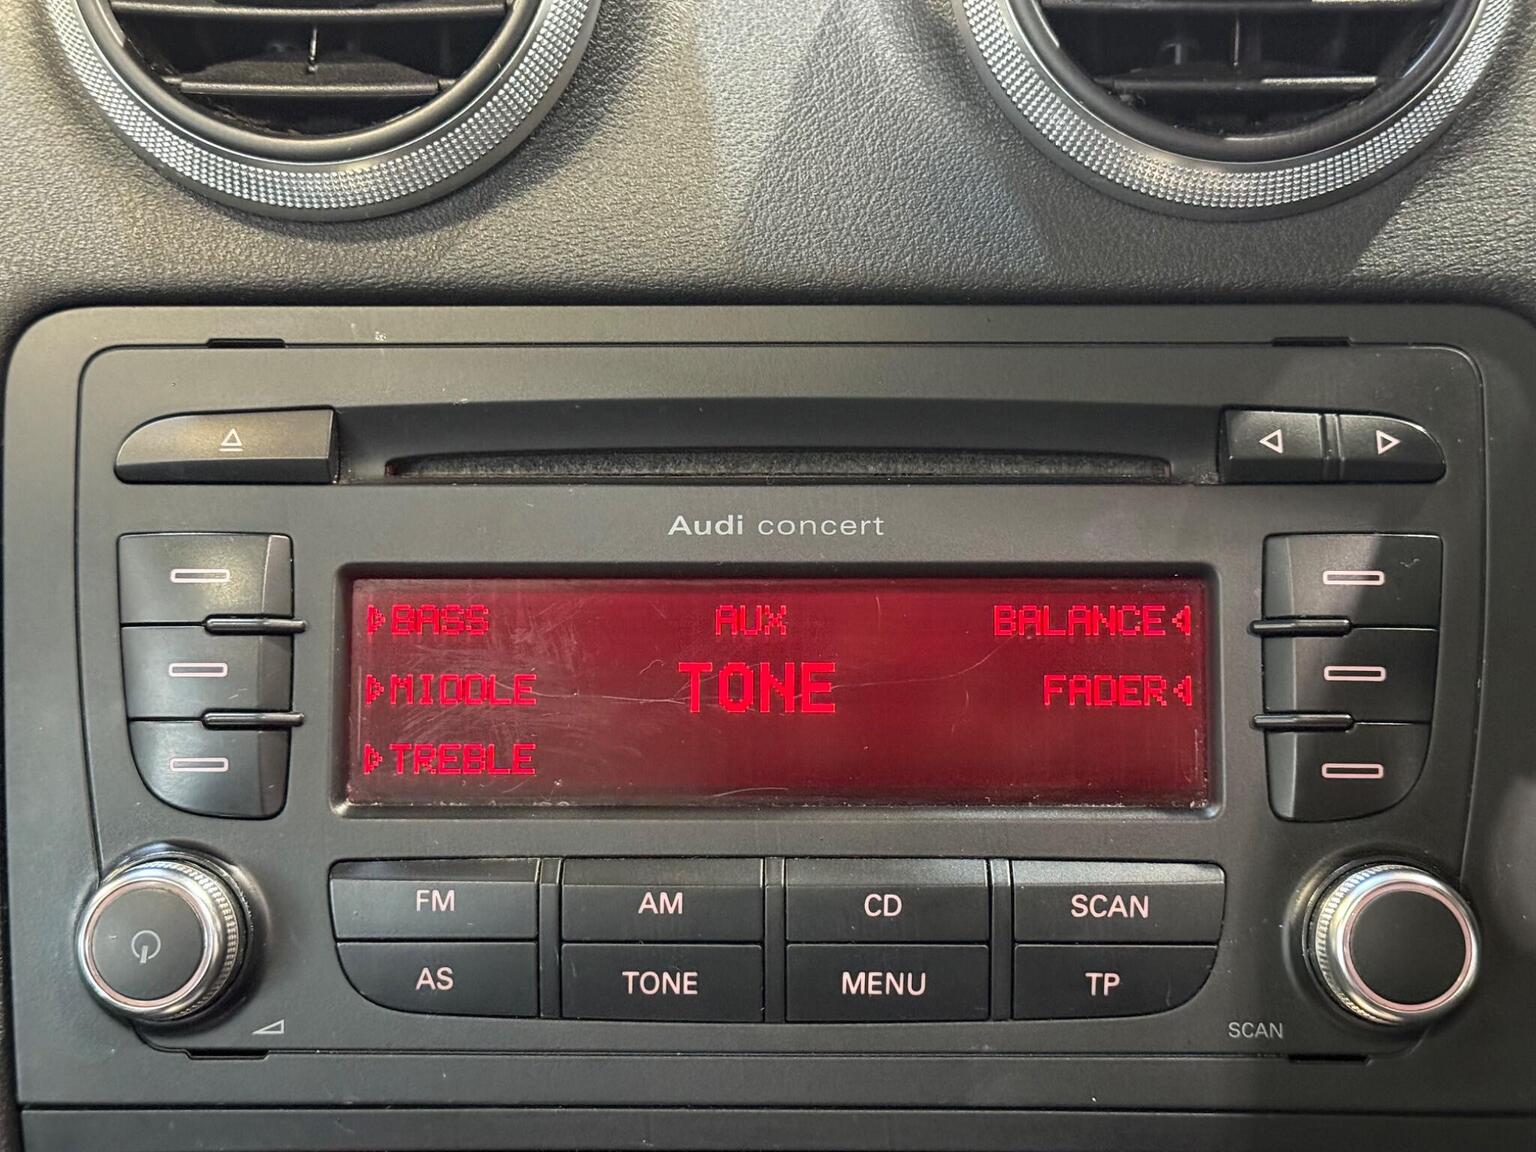 Audi concert
BASS AUX BALANCE
MIDDLE TONE FADER
TREBLE
FM AM CD SCAN
AS TONE MENU TP
SCAN